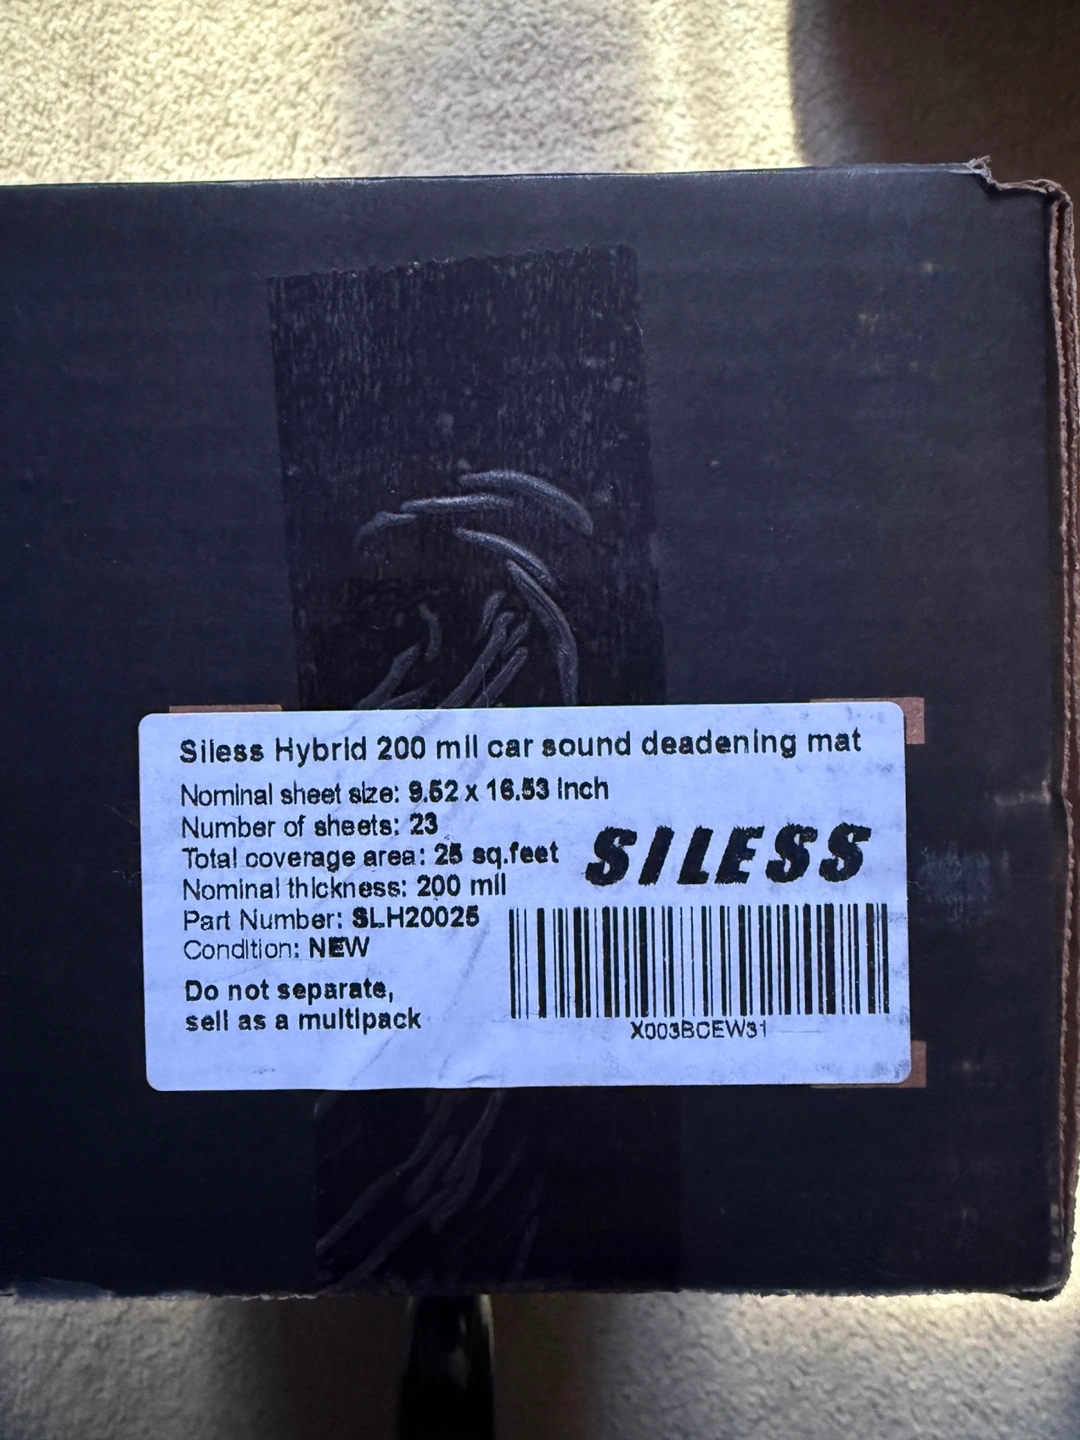 Siless Hybrid 200 mil car sound deadening mat
Nominal sheet size: 9.52 x 16.53 inch
Number of sheets: 23
Total coverage area: 25 sq.feet
Nominal thickness: 200 mil
Part Number: SLH20025
Condition: NEW
Do not separate,
sell as a multipack
SILESS
X003BCEW31